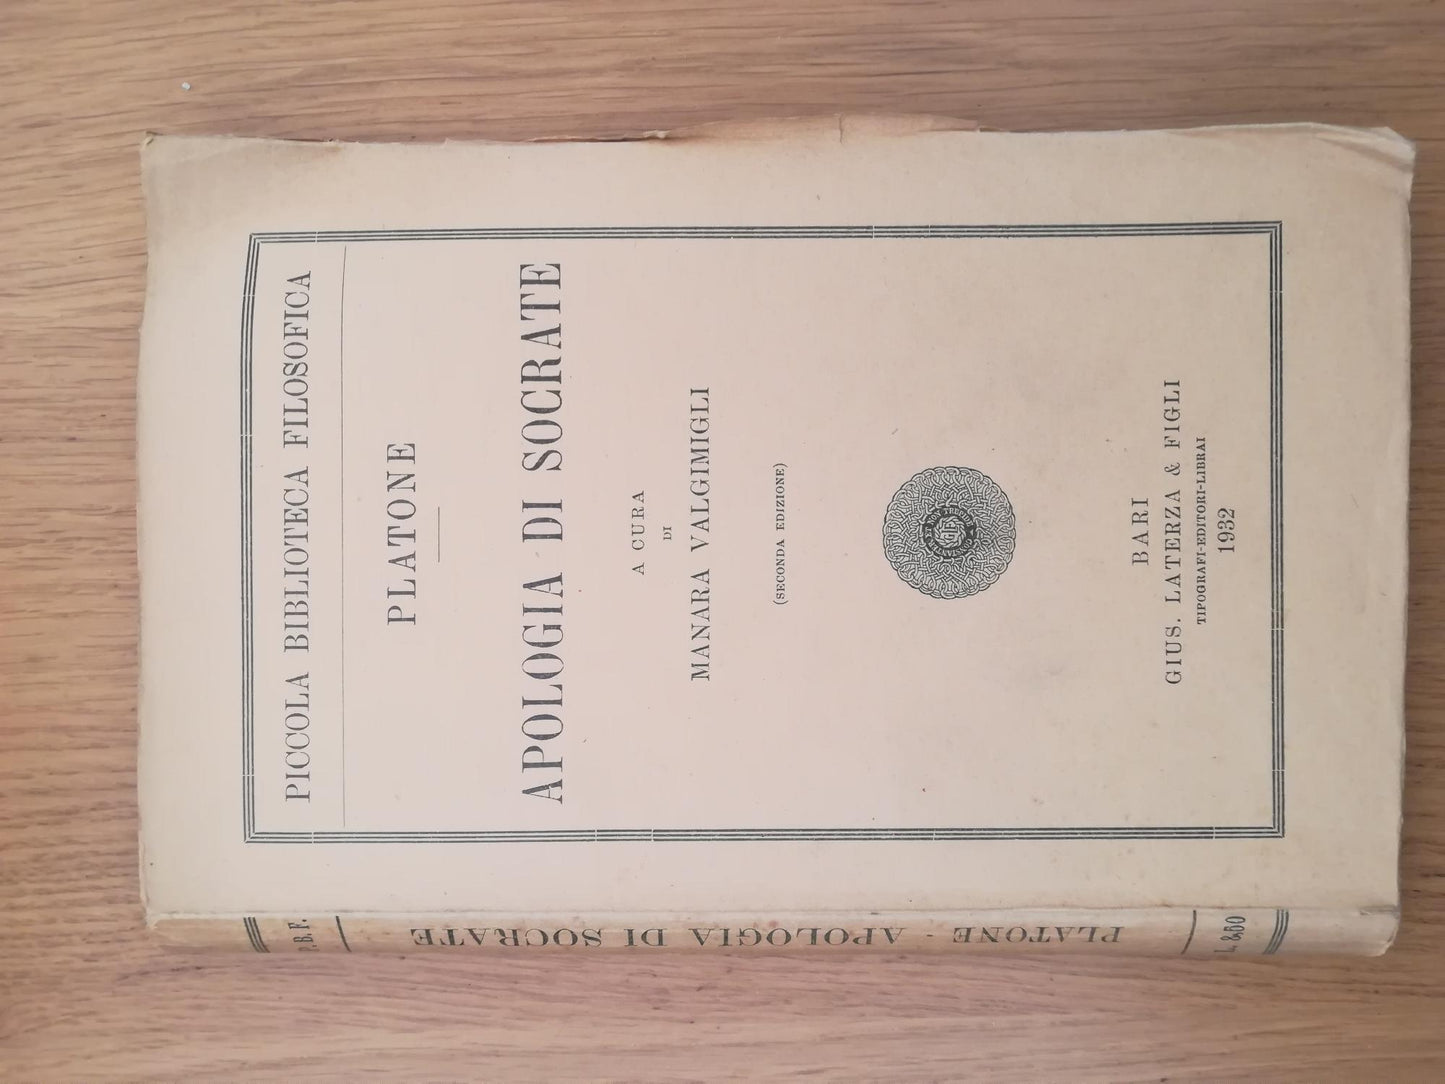 PICCOLA BIBLIOTECA FILOSOFICA
PLATONE
APOLOGIA DI SOCRATE
A CURA
DI
MANARA VALGIMIGLI
(SECONDA EDIZIONE)
BARI
GIUS. LATERZA & FIGLI
TIPOGRAFI-EDITORI-LIBRAI
1932
P. B. F.
PLATONE - APOLOGIA DI SOCRATE